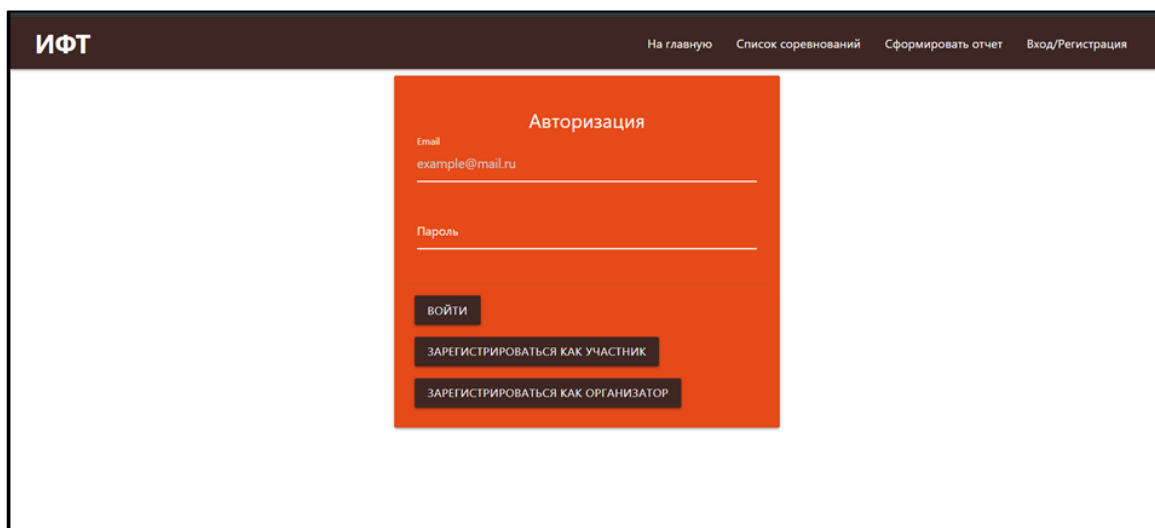 ИФТ
На главную Список соревнований Сформировать отчет Вход/Регистрация
Авторизация
Email
example@mail.ru
Пароль
ВОЙТИ
ЗАРЕГИСТРИРОВАТЬСЯ КАК УЧАСТНИК
ЗАРЕГИСТРИРОВАТЬСЯ КАК ОРГАНИЗАТОР